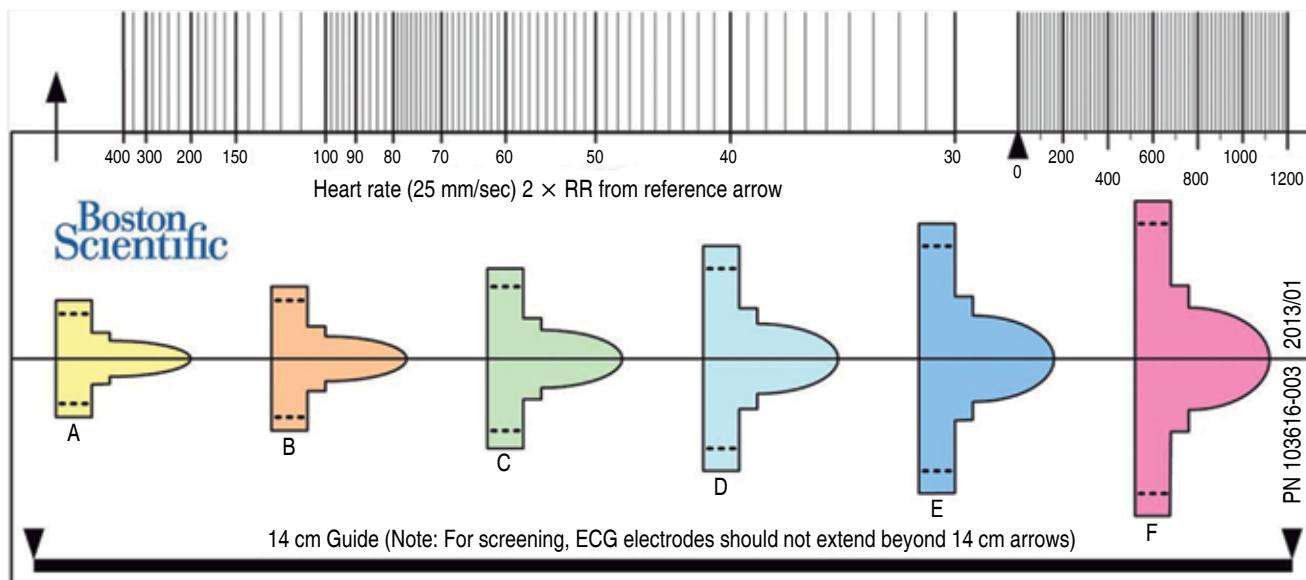 400 300 200 150 100 90 80 70 60 50 40 30 0 200 400 600 800 1000 1200
Heart rate (25 mm/sec) 2 × RR from reference arrow
Boston
Scientific
A B C D E F
PN 103616-003 2013/01
14 cm Guide (Note: For screening, ECG electrodes should not extend beyond 14 cm arrows)